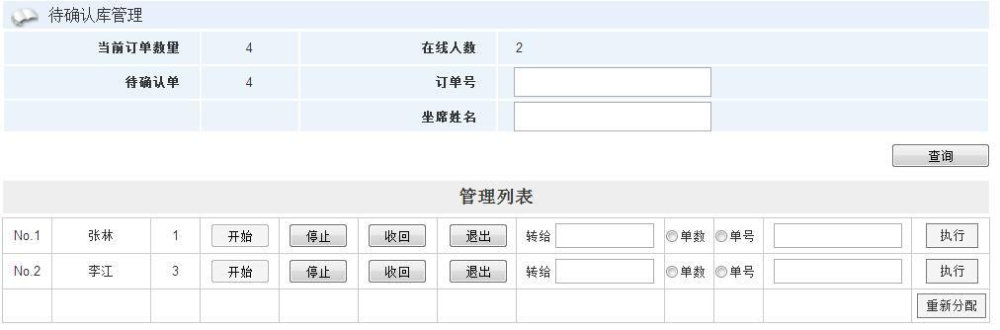 待确认库管理
当前订单数量 4 在线人数 2
待确认单 4 订单号
坐席姓名
查询
管理列表
No.1 张林 1 开始 停止 收回 退出 转给 单数 单号 执行
No.2 李江 3 开始 停止 收回 退出 转给 单数 单号 执行
重新分配